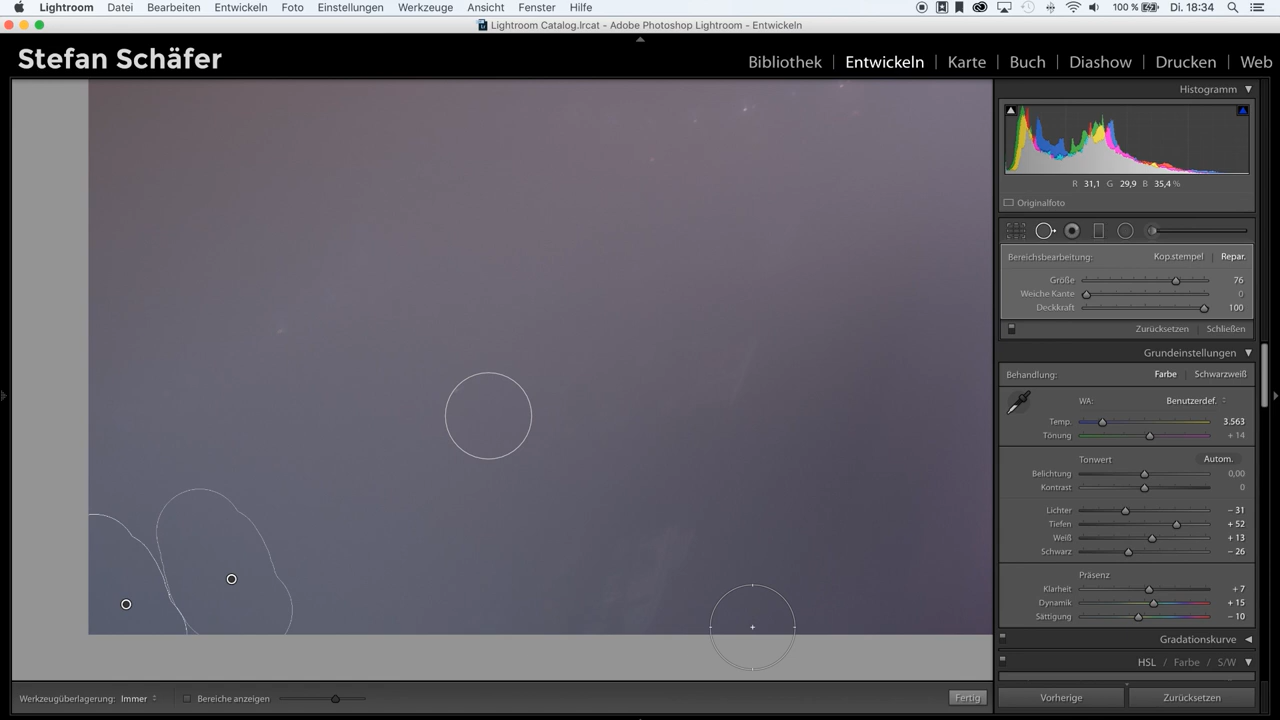 Lightroom Datei Bearbeiten Entwickeln Foto Einstellungen Werkzeuge Ansicht Fenster Hilfe 100 % Di. 18:34
Lightroom Catalog.lrcat - Adobe Photoshop Lightroom - Entwickeln
Stefan Schäfer
Bibliothek | Entwickeln | Karte | Buch | Diashow | Drucken | Web
Histogramm
R 31,1 G 29,9 B 35,4 %
Originalfoto
Bereichsbearbeitung: Kop.stempel | Repar.
Größe 76
Weiche Kante 0
Deckkraft 100
Zurücksetzen Schließen
Grundeinstellungen
Behandlung: Farbe | Schwarzweiß
WA: Benutzerdef.
Temp. 3.563
Tönung + 14
Tonwert Autom.
Belichtung 0,00
Kontrast 0
Lichter - 31
Tiefen + 52
Weiß + 13
Schwarz - 26
Präsenz
Klarheit + 7
Dynamik + 15
Sättigung - 10
Gradationskurve
HSL / Farbe / S/W
Werkzeugüberlagerung: Immer Bereiche anzeigen Fertig
Vorherige Zurücksetzen